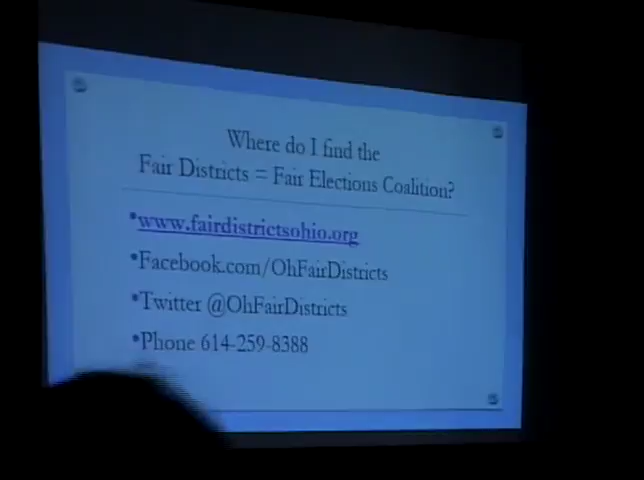 Where do I find the
Fair Districts = Fair Elections Coalition?
•www.fairdistrictsohio.org
•Facebook.com/OhFairDistricts
•Twitter @OhFairDistricts
•Phone 614-259-8388